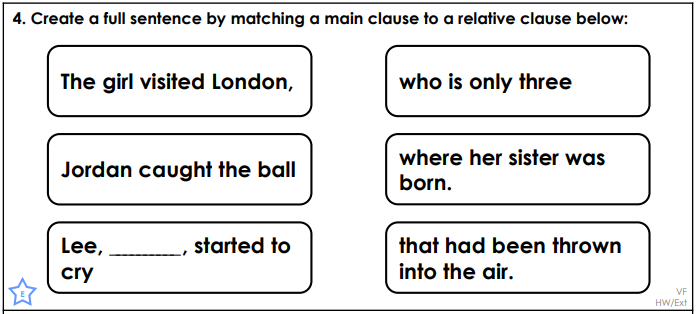 4. Create a full sentence by matching a main clause to a relative clause below:
The girl visited London,
who is only three
Jordan caught the ball
where her sister was
born.
Lee, _________, started to
cry
that had been thrown
into the air.
E
VF
HW/Ext